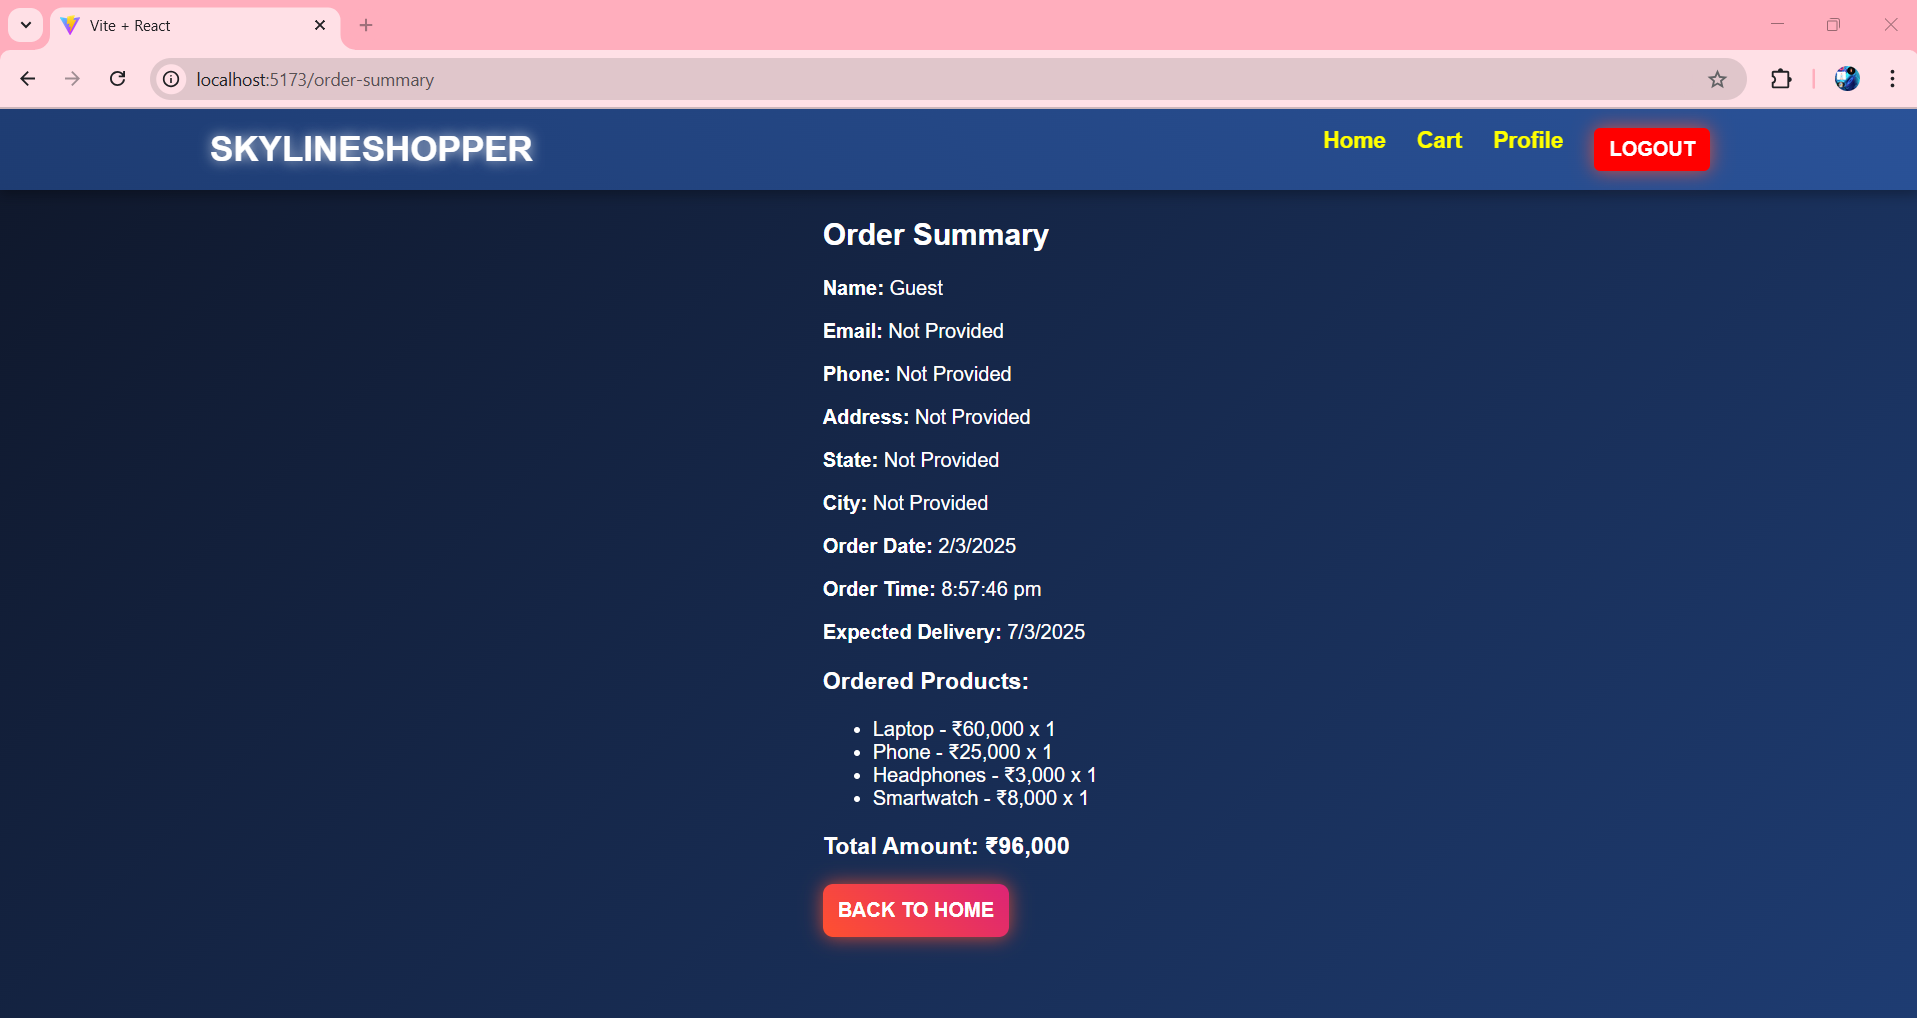 Vite + React
localhost:5173/order-summary
SKYLINESHOPPER
Home Cart Profile LOGOUT
Order Summary
Name: Guest
Email: Not Provided
Phone: Not Provided
Address: Not Provided
State: Not Provided
City: Not Provided
Order Date: 2/3/2025
Order Time: 8:57:46 pm
Expected Delivery: 7/3/2025
Ordered Products:
• Laptop - ₹60,000 x 1
• Phone - ₹25,000 x 1
• Headphones - ₹3,000 x 1
• Smartwatch - ₹8,000 x 1
Total Amount: ₹96,000
BACK TO HOME